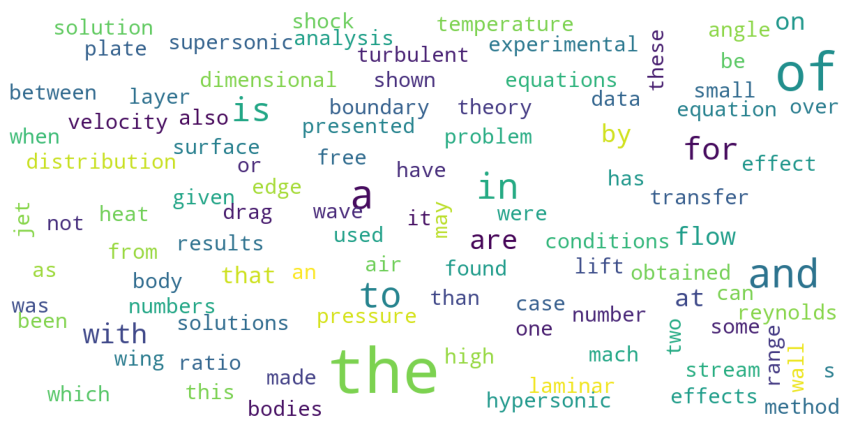 solution shock temperature angle on
plate supersonic analysis turbulent experimental these be of
between layer dimensional shown equations small
velocity also is boundary theory data equation over
when surface presented problem by for effect
distribution or free have in has transfer
jet given edge a were
not heat drag wave it may are conditions flow
from results used
as that an air found lift obtained
was body to than case at can
been numbers pressure one number reynolds
with solutions two some range
wing ratio the high mach wall
which this made laminar stream s
bodies hypersonic effects method